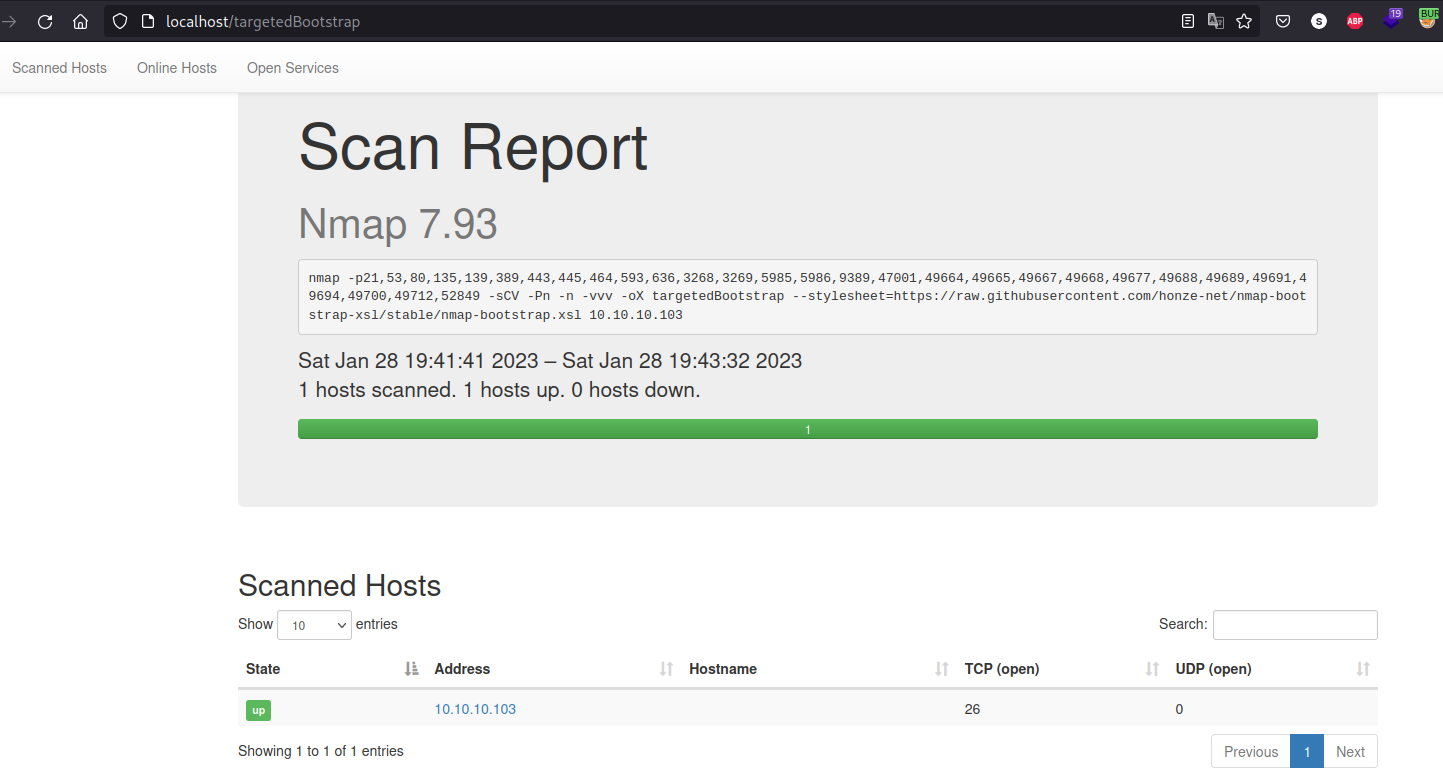 localhost/targetedBootstrap
S
ABP
19
BUR
Scanned Hosts Online Hosts Open Services
Scan Report
Nmap 7.93
nmap -p21,53,80,135,139,389,443,445,464,593,636,3268,3269,5985,5986,9389,47001,49664,49665,49667,49668,49677,49688,49689,49691,4
9694,49700,49712,52849 -sCV -Pn -n -vvv -oX targetedBootstrap --stylesheet=https://raw.githubusercontent.com/honze-net/nmap-boot
strap-xsl/stable/nmap-bootstrap.xsl 10.10.10.103
Sat Jan 28 19:41:41 2023 – Sat Jan 28 19:43:32 2023
1 hosts scanned. 1 hosts up. 0 hosts down.
1
Scanned Hosts
Show 10 entries Search:
State Address Hostname TCP (open) UDP (open)
up 10.10.10.103 26 0
Showing 1 to 1 of 1 entries Previous 1 Next